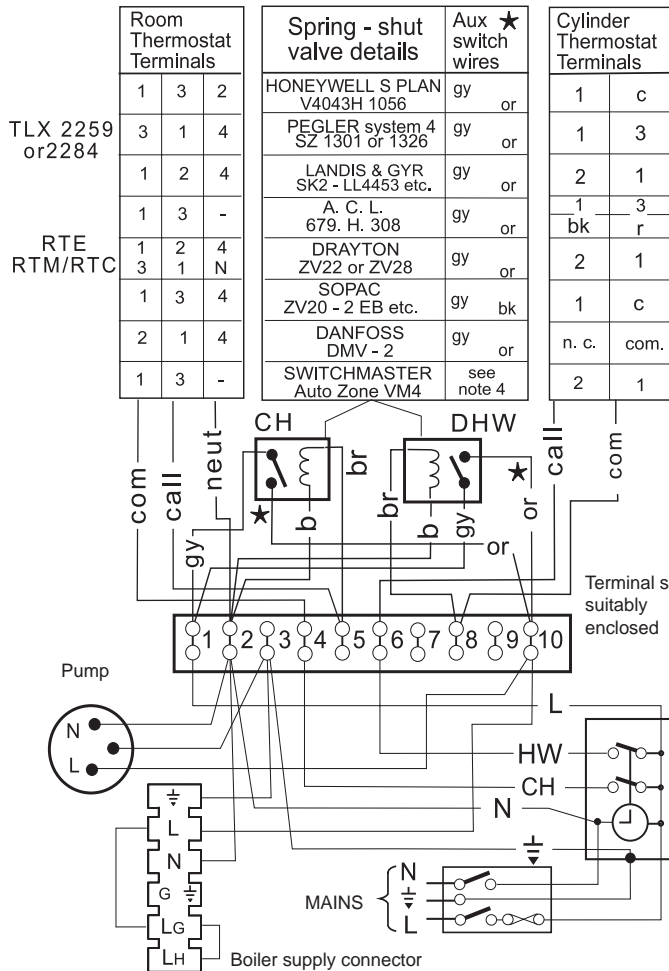 Room
Thermostat
Terminals
Spring - shut
valve details
Aux ★
switch
wires
Cylinder
Thermostat
Terminals
1 3 2
HONEYWELL S PLAN
V4043H 1056
gy or
1 c
TLX 2259
or2284
3 1 4
PEGLER system 4
SZ 1301 or 1326
gy or
1 3
1 2 4
LANDIS & GYR
SK2 - LL4453 etc.
gy or
2 1
1 3 -
A. C. L.
679. H. 308
gy or
1 3
bk r
RTE
RTM/RTC
1 2 4
3 1 N
DRAYTON
ZV22 or ZV28
gy or
2 1
1 3 4
SOPAC
ZV20 - 2 EB etc.
gy bk
1 c
2 1 4
DANFOSS
DMV - 2
gy or
n. c. com.
1 3 -
SWITCHMASTER
Auto Zone VM4
see
note 4
2 1
CH
DHW
com
call
neut
gy
★
b
br
br
b
gy
★
or
or
call
com
Terminal s
suitably
enclosed
1 2 3 4 5 6 7 8 9 10
Pump
N
L
L
HW
CH
N
L
N
G
LG
LH
MAINS
N
L
Boiler supply connector